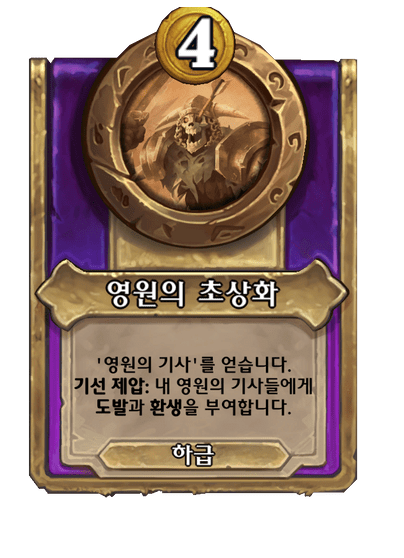 4
영원의 초상화
'영원의 기사'를 얻습니다.
기선 제압: 내 영원의 기사들에게
도발과 환생을 부여합니다.
하급